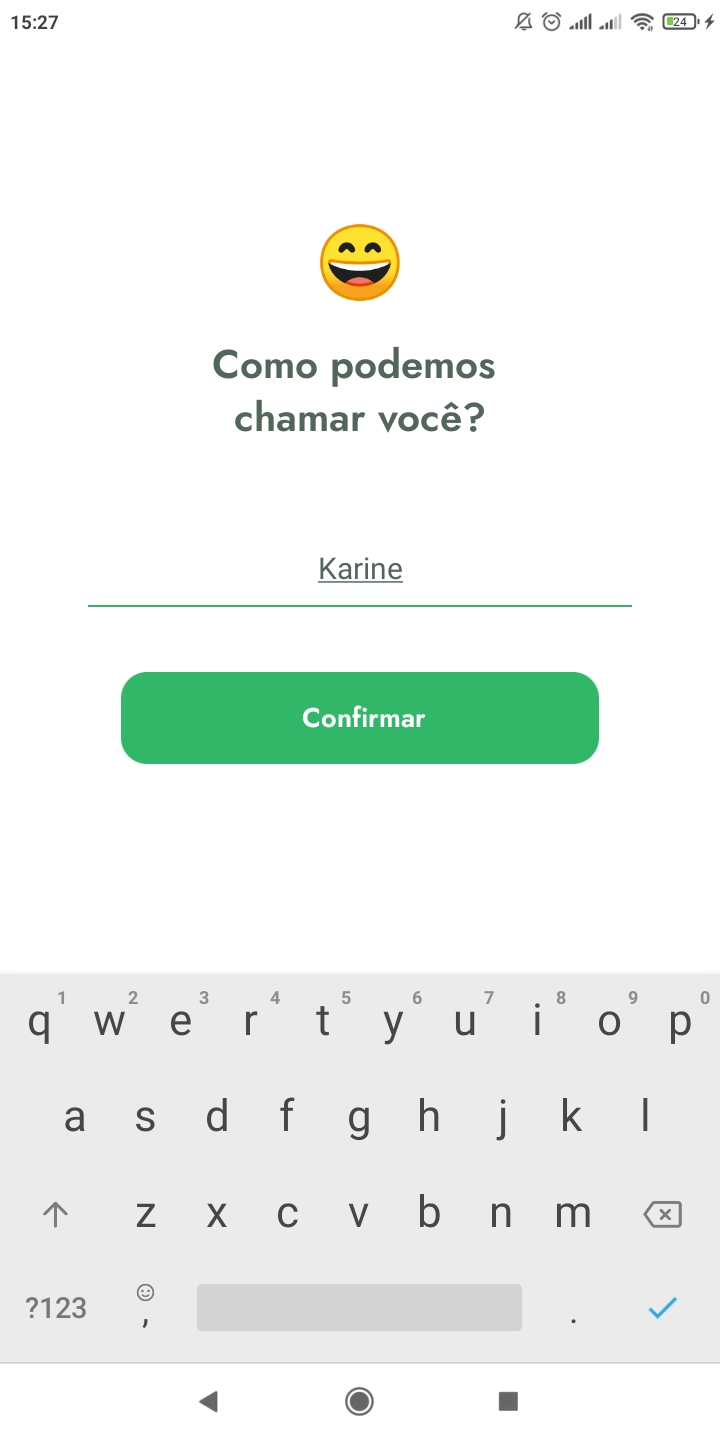 15:27
24
Como podemos
chamar você?
Karine
Confirmar
q1 w2 e3 r4 t5 y6 u7 i8 o9 p0
a s d f g h j k l
z x c v b n m
?123 , .